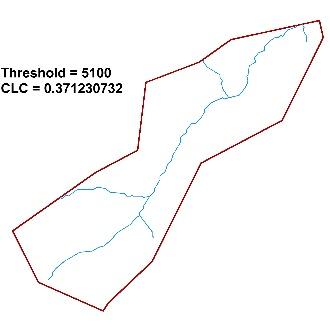 Threshold = 5100
CLC = 0.371230732